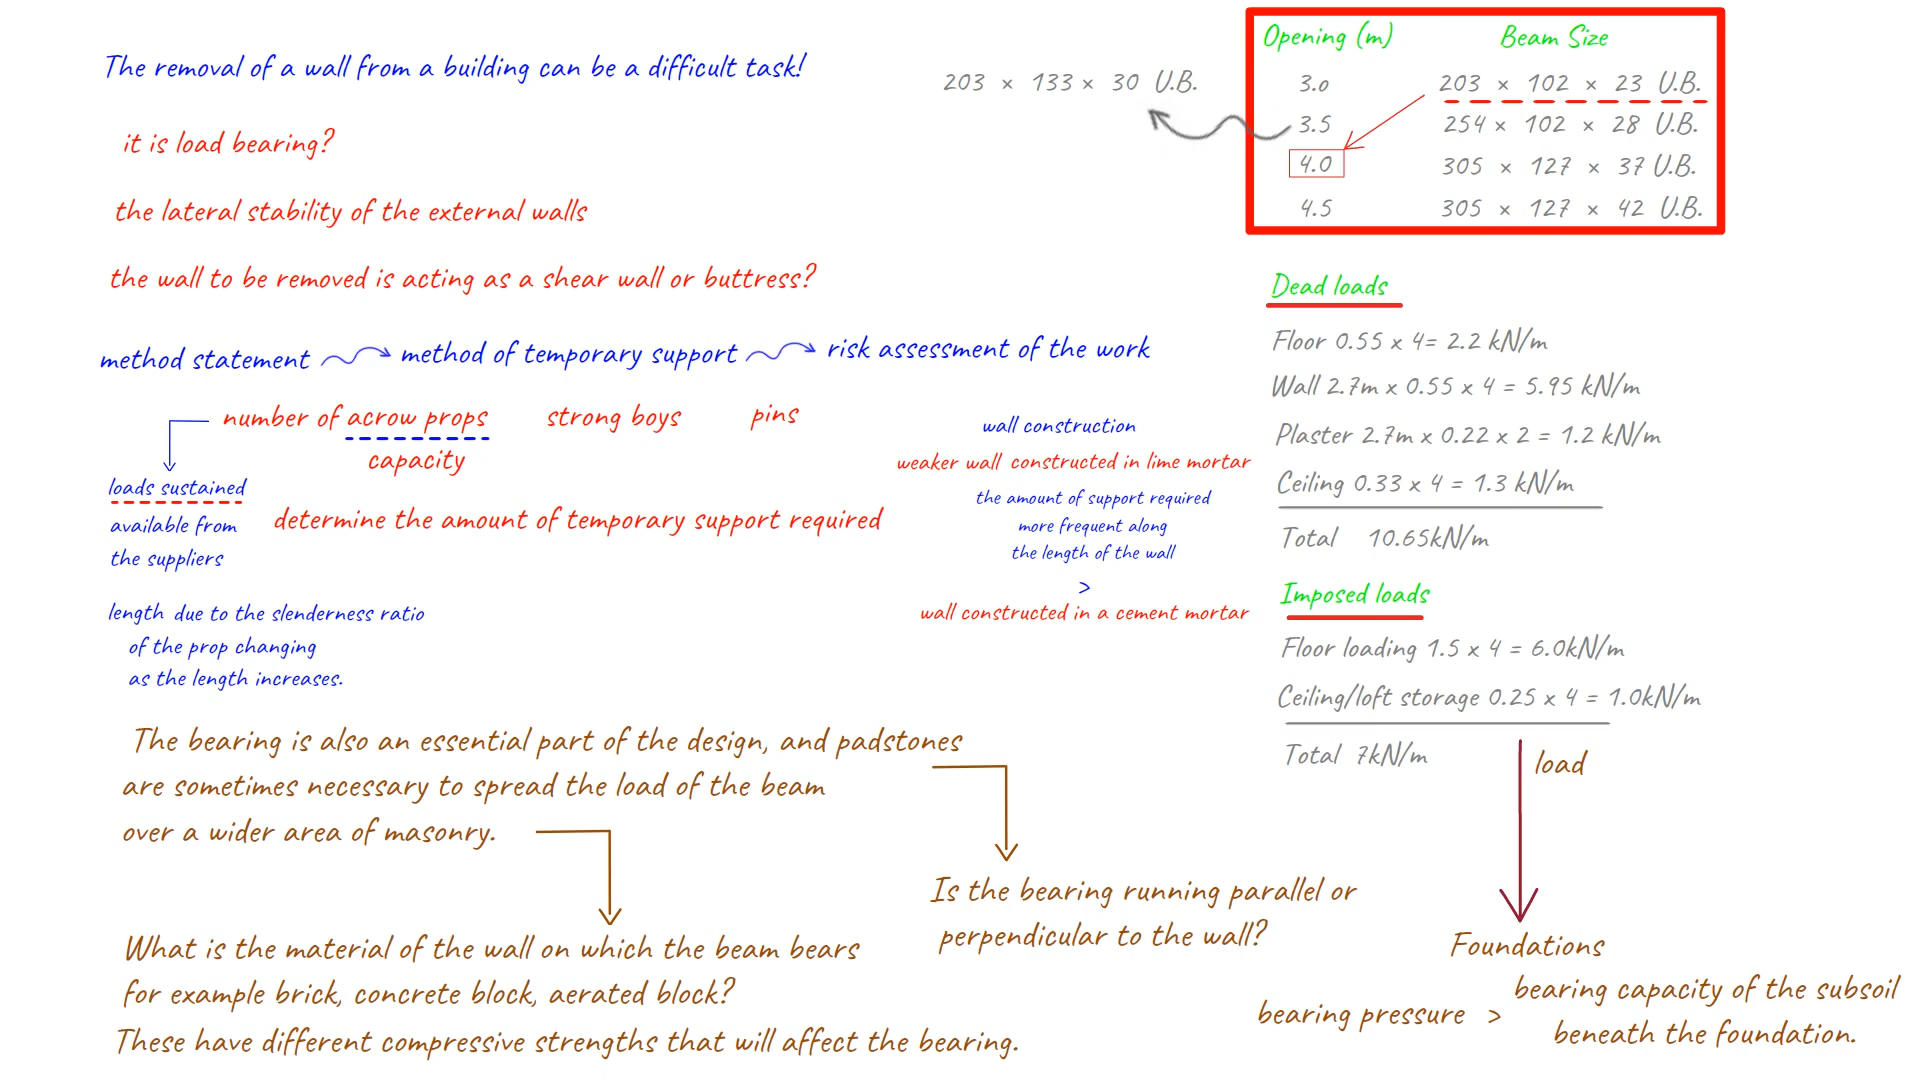 The removal of a wall from a building can be a difficult task!
it is load bearing?
the lateral stability of the external walls
the wall to be removed is acting as a shear wall or buttress?
method statement method of temporary support risk assessment of the work
number of acrow props strong boys pins
capacity
loads sustained
available from
the suppliers
determine the amount of temporary support required
length due to the slenderness ratio
of the prop changing
as the length increases.
wall construction
weaker wall constructed in lime mortar
the amount of support required
more frequent along
the length of the wall
>
wall constructed in a cement mortar
The bearing is also an essential part of the design, and padstones
are sometimes necessary to spread the load of the beam
over a wider area of masonry.
What is the material of the wall on which the beam bears
for example brick, concrete block, aerated block?
These have different compressive strengths that will affect the bearing.
Is the bearing running parallel or
perpendicular to the wall?
203 × 133 × 30 U.B.
Opening (m) Beam Size
3.0 203 × 102 × 23 U.B.
3.5 254 × 102 × 28 U.B.
4.0 305 × 127 × 37 U.B.
4.5 305 × 127 × 42 U.B.
Dead loads
Floor 0.55 x 4= 2.2 kN/m
Wall 2.7m x 0.55 x 4 = 5.95 kN/m
Plaster 2.7m x 0.22 x 2 = 1.2 kN/m
Ceiling 0.33 x 4 = 1.3 kN/m
Total 10.65kN/m
Imposed loads
Floor loading 1.5 x 4 = 6.0kN/m
Ceiling/loft storage 0.25 x 4 = 1.0kN/m
Total 7kN/m
load
Foundations
bearing pressure > bearing capacity of the subsoil
beneath the foundation.